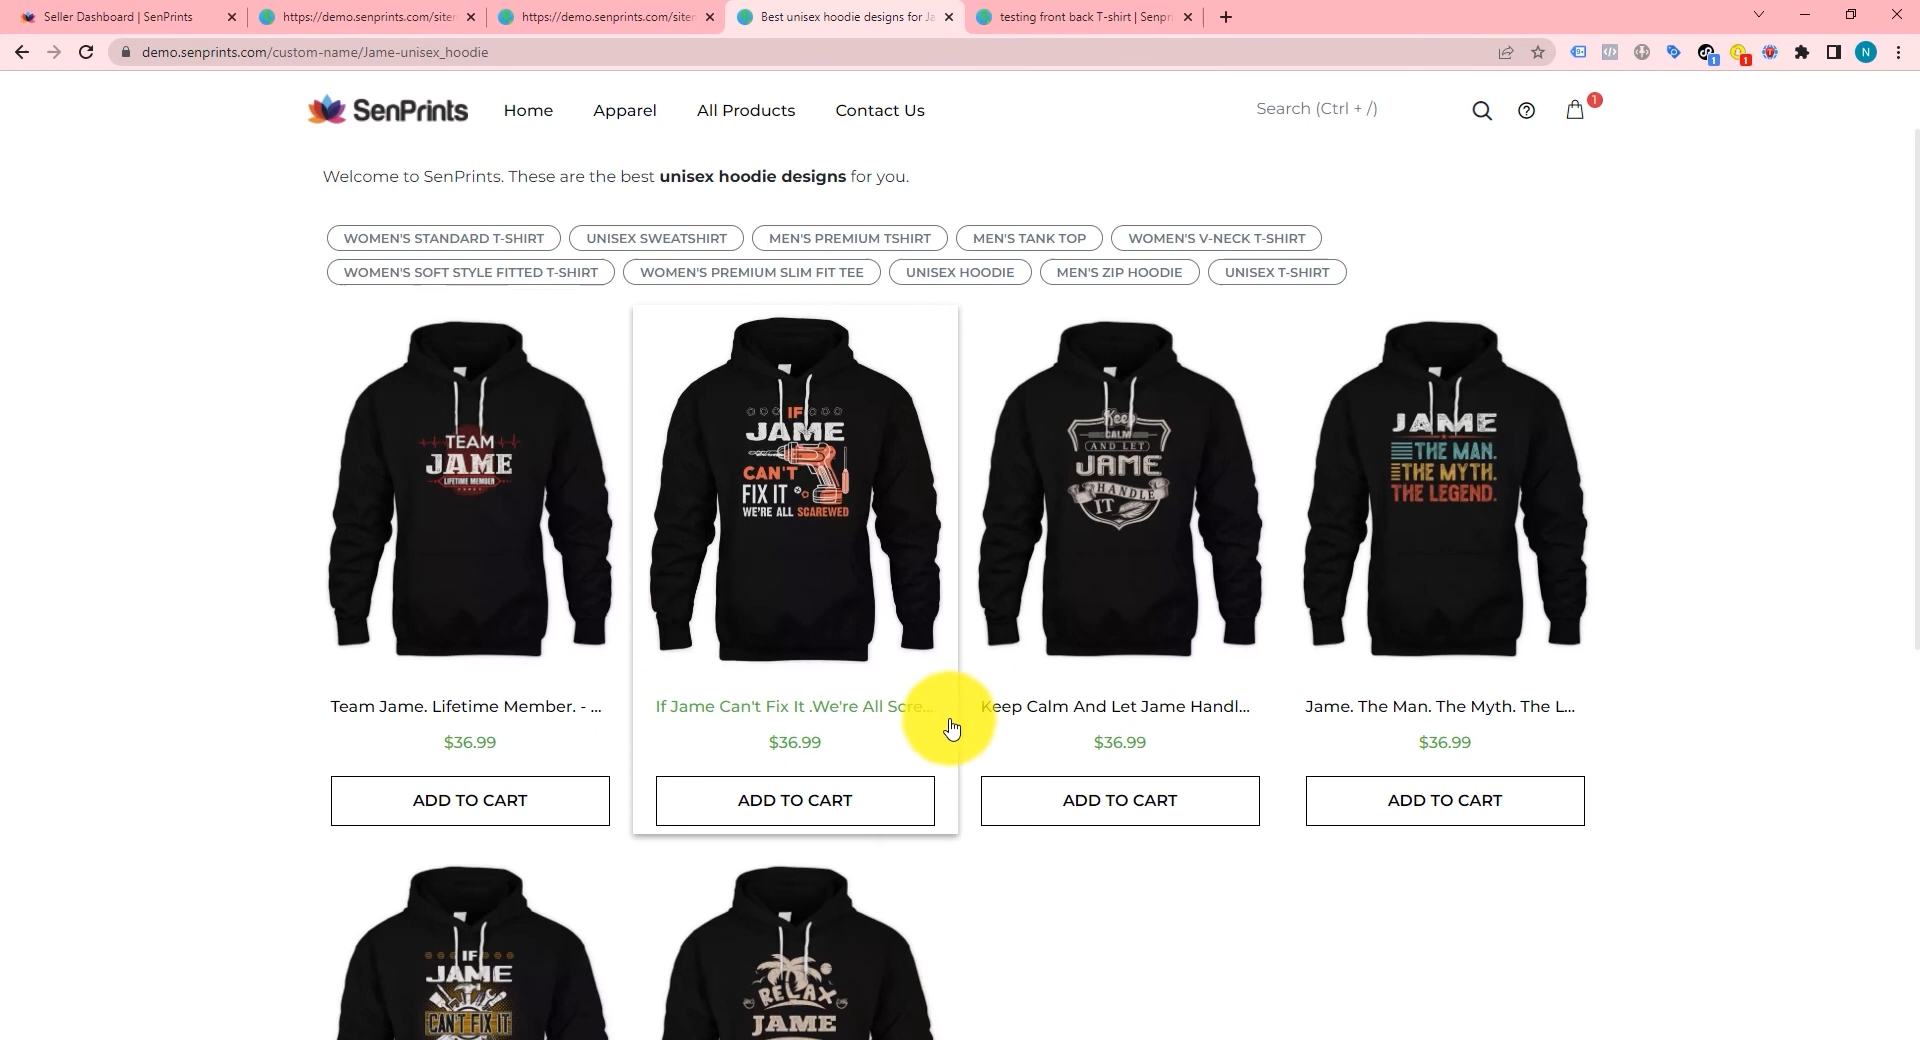 Seller Dashboard | SenPrints
https://demo.senprints.com/siter
https://demo.senprints.com/siter
Best unisex hoodie designs for Ja
testing front back T-shirt | Senpri
demo.senprints.com/custom-name/Jame-unisex_hoodie
1
1
N
SenPrints
Home
Apparel
All Products
Contact Us
Search (Ctrl + /)
1
Welcome to SenPrints. These are the best unisex hoodie designs for you.
WOMEN'S STANDARD T-SHIRT
UNISEX SWEATSHIRT
MEN'S PREMIUM TSHIRT
MEN'S TANK TOP
WOMEN'S V-NECK T-SHIRT
WOMEN'S SOFT STYLE FITTED T-SHIRT
WOMEN'S PREMIUM SLIM FIT TEE
UNISEX HOODIE
MEN'S ZIP HOODIE
UNISEX T-SHIRT
TEAM
JAME
LIFETIME MEMBER
IF
JAME
CAN'T
FIX IT
WE'RE ALL SCAREWED
Keep
CALM
AND LET
JAME
HANDLE
IT
JAME
THE MAN.
THE MYTH.
THE LEGEND.
Team Jame. Lifetime Member. - ...
If Jame Can't Fix It .We're All Scre...
Keep Calm And Let Jame Handl...
Jame. The Man. The Myth. The L...
$36.99
$36.99
$36.99
$36.99
ADD TO CART
ADD TO CART
ADD TO CART
ADD TO CART
IF
JAME
CAN'T FIX IT
RELAX
JAME